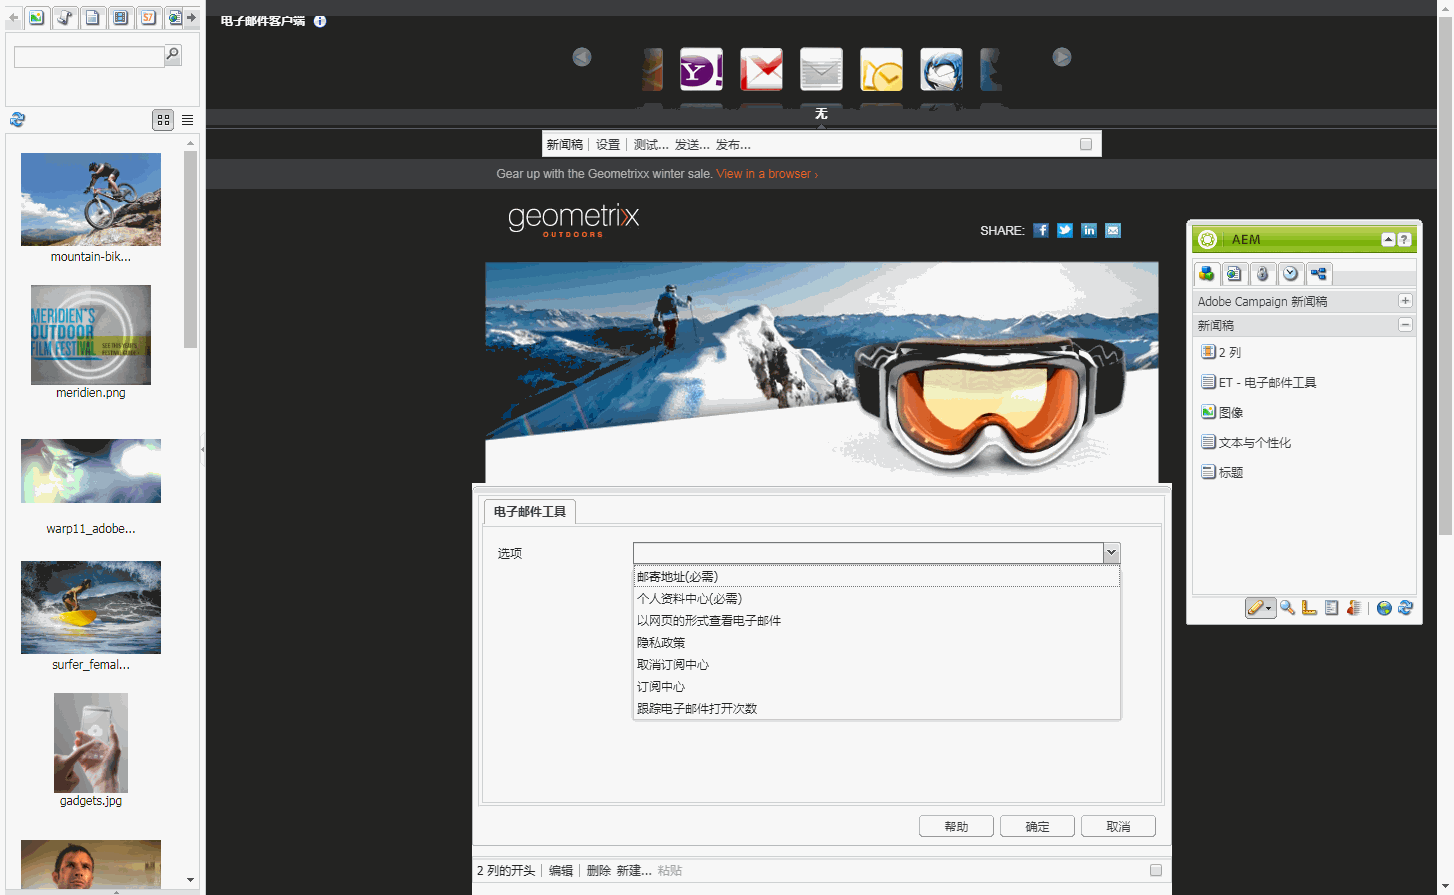 电子邮件客户端
无
新闻稿 设置 测试... 发送... 发布...
Gear up with the Geometrixx winter sale. View in a browser ›
geometrixx
OUTDOORS
SHARE:
mountain-bik...
MERIDIEN'S
OUTDOOR
FILM FESTIVAL
meridien.png
warp11_adobe...
surfer_femal...
gadgets.jpg
电子邮件工具
选项
邮寄地址(必需)
个人资料中心(必需)
以网页的形式查看电子邮件
隐私政策
取消订阅中心
订阅中心
跟踪电子邮件打开次数
帮助 确定 取消
2 列的开头 编辑 删除 新建... 粘贴
AEM
Adobe Campaign 新闻稿
新闻稿
2 列
ET - 电子邮件工具
图像
文本与个性化
标题